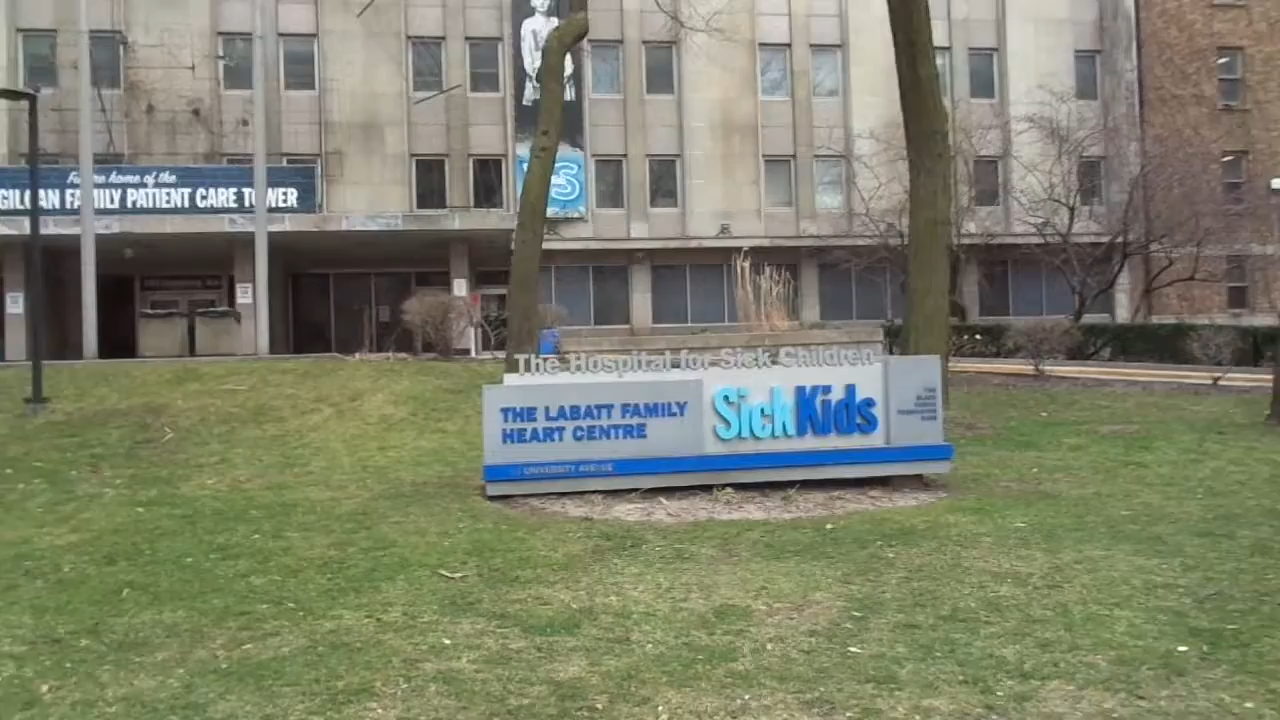 Future home of the
GILGAN FAMILY PATIENT CARE TOWER
VS
The Hospital for Sick Children
THE LABATT FAMILY
HEART CENTRE
SickKids
UNIVERSITY AVENUE